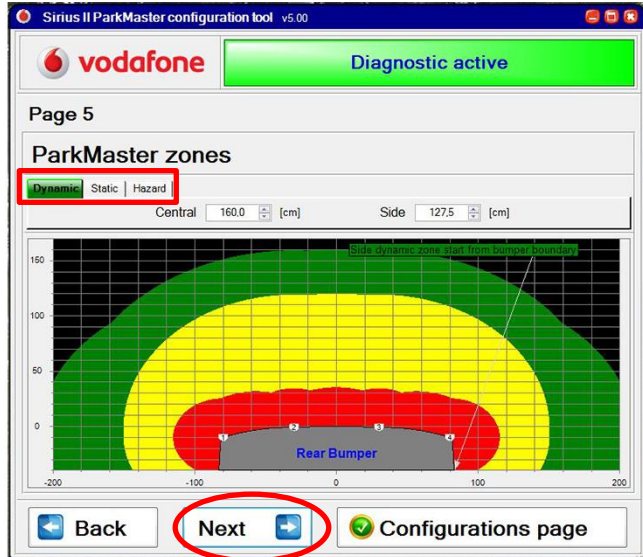 Sirius II ParkMaster configuration tool v5.00
vodafone
Diagnostic active
Page 5
ParkMaster zones
Dynamic Static Hazard
Central 160,0 [cm] Side 127,5 [cm]
Side dynamic zone start from bumper boundary
150
100
50
0
1 2 3 4
Rear Bumper
-200 -100 0 100 200
Back Next Configurations page